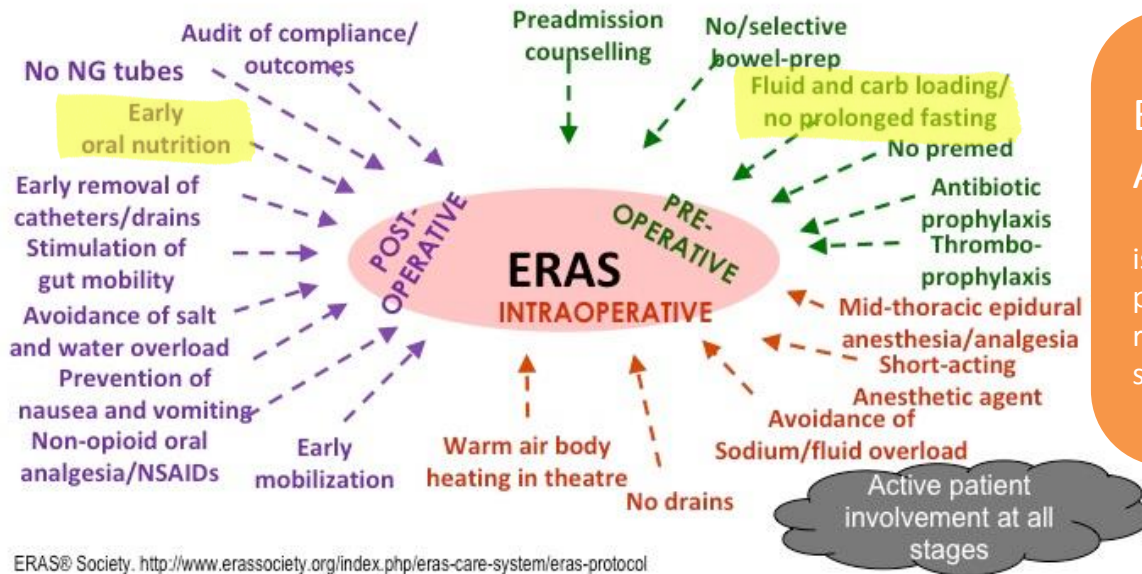 Audit of compliance/
outcomes
No NG tubes
Early
oral nutrition
Early removal of
catheters/drains
Stimulation of
gut mobility
Avoidance of salt
and water overload
Prevention of
nausea and vomiting
Non-opioid oral
analgesia/NSAIDs
Early
mobilization
POST-
OPERATIVE
Preadmission
counselling
No/selective
bowel-prep
Fluid and carb loading/
no prolonged fasting
No premed
Antibiotic
prophylaxis
Thrombo-
prophylaxis
PRE-
OPERATIVE
ERAS
INTRAOPERATIVE
Mid-thoracic epidural
anesthesia/analgesia
Short-acting
Anesthetic agent
Avoidance of
Sodium/fluid overload
No drains
Warm air body
heating in theatre
Active patient
involvement at all
stages
ERAS® Society. http://www.erassociety.org/index.php/eras-care-system/eras-protocol